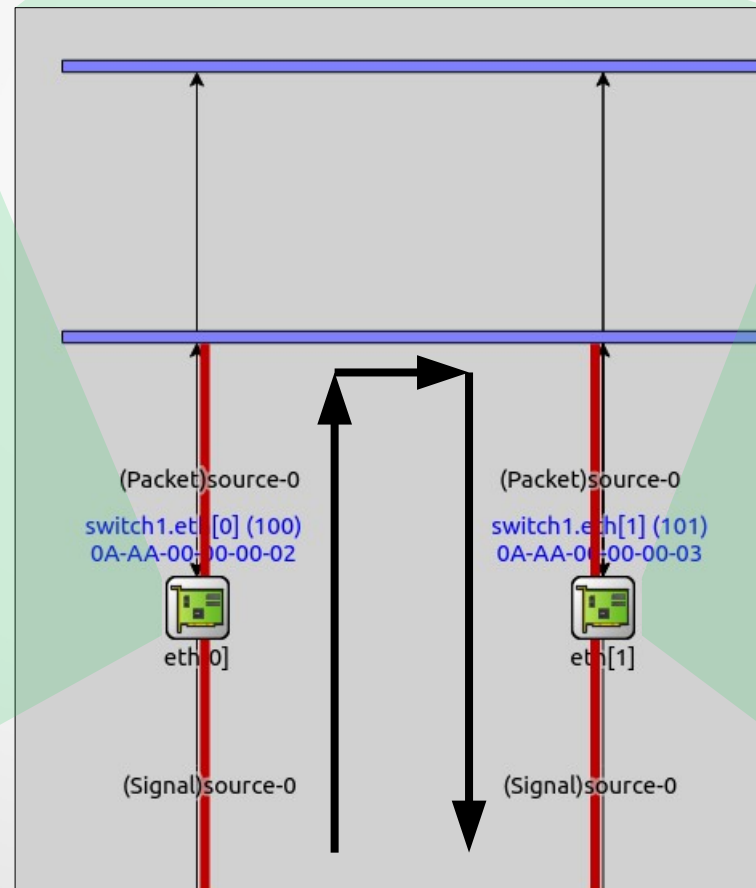 (Packet)source-0
(Packet)source-0
switch1.eth[0] (100)
0A-AA-00-00-00-02
switch1.eth[1] (101)
0A-AA-00-00-00-03
eth[0]
eth[1]
(Signal)source-0
(Signal)source-0